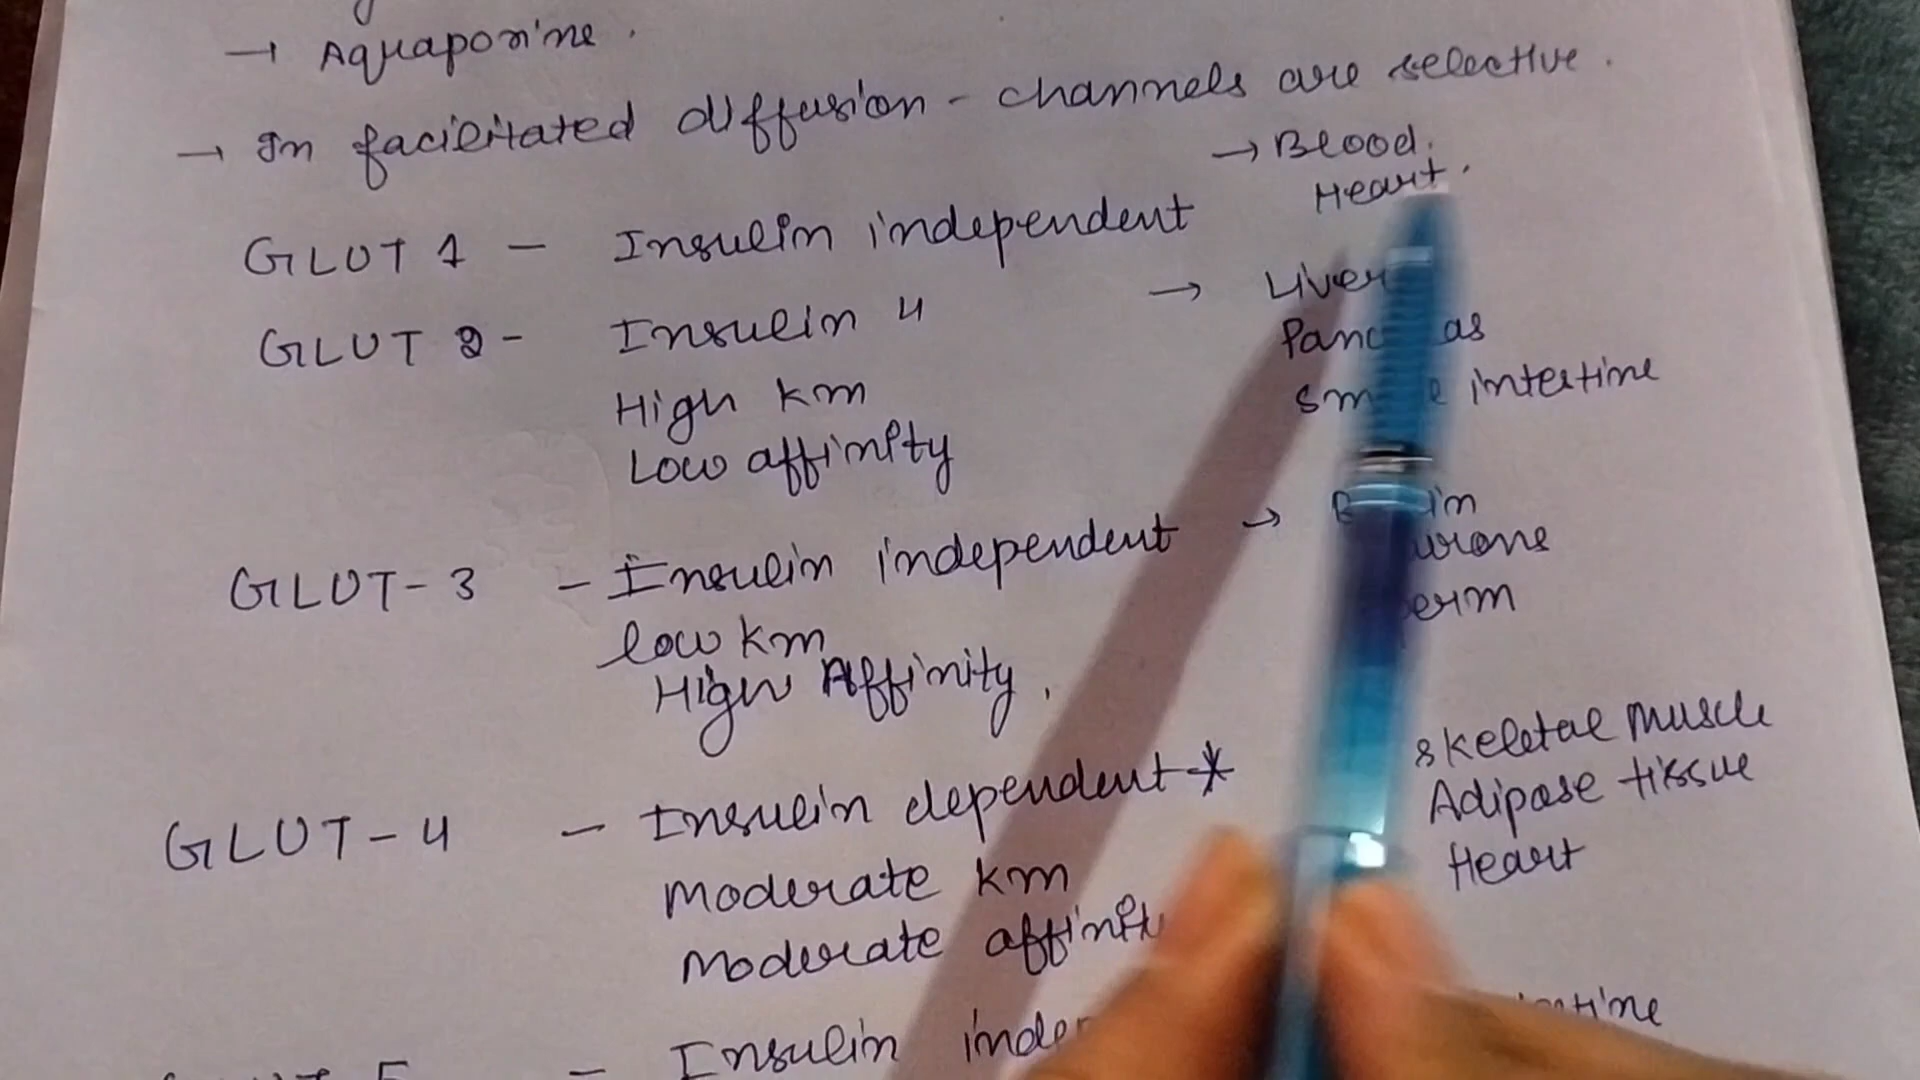 → Aquaporine.
→ In facilitated diffusion - channels are selective.
GLUT 1 - Insulin independent → Blood.
Heart.
GLUT 2 - Insulin 4 → Liver
High km
Low affinity
intestine
GLUT-3 - Insulin independent →
low km
High Affinity.
GLUT-4 - Insulin dependent *
skeletal muscle
Adipose tissue
Heart
Moderate km
Moderate
Insulin